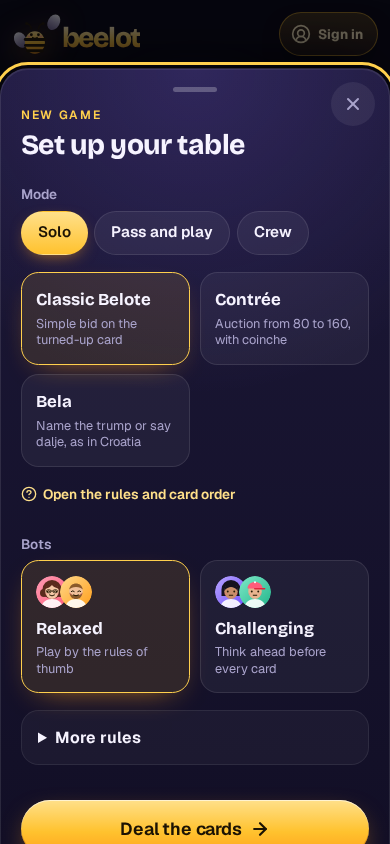 beelot
Sign in
NEW GAME
Set up your table
Mode
Solo
Pass and play
Crew
Classic Belote
Simple bid on the
turned-up card
Contrée
Auction from 80 to 160,
with coinche
Bela
Name the trump or say
dalje, as in Croatia
Open the rules and card order
Bots
Relaxed
Play by the rules of
thumb
Challenging
Think ahead before
every card
More rules
Deal the cards